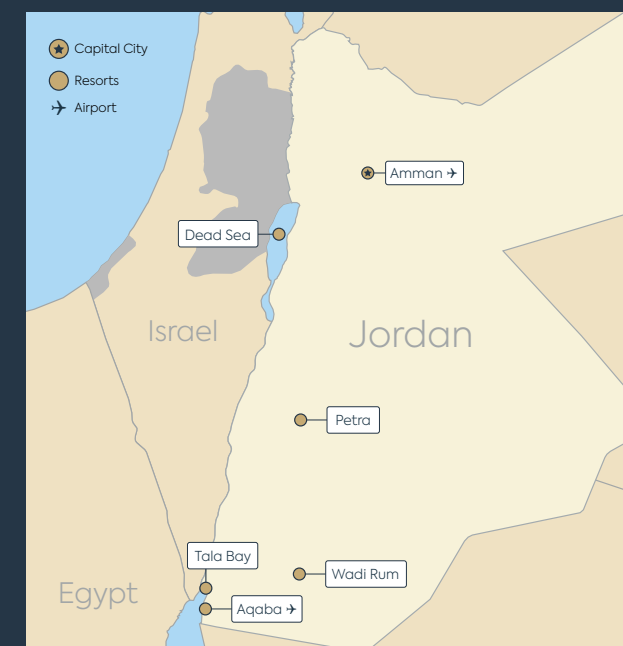 Capital City
Resorts
Airport
Amman
Dead Sea
Israel
Jordan
Petra
Tala Bay
Wadi Rum
Egypt
Aqaba